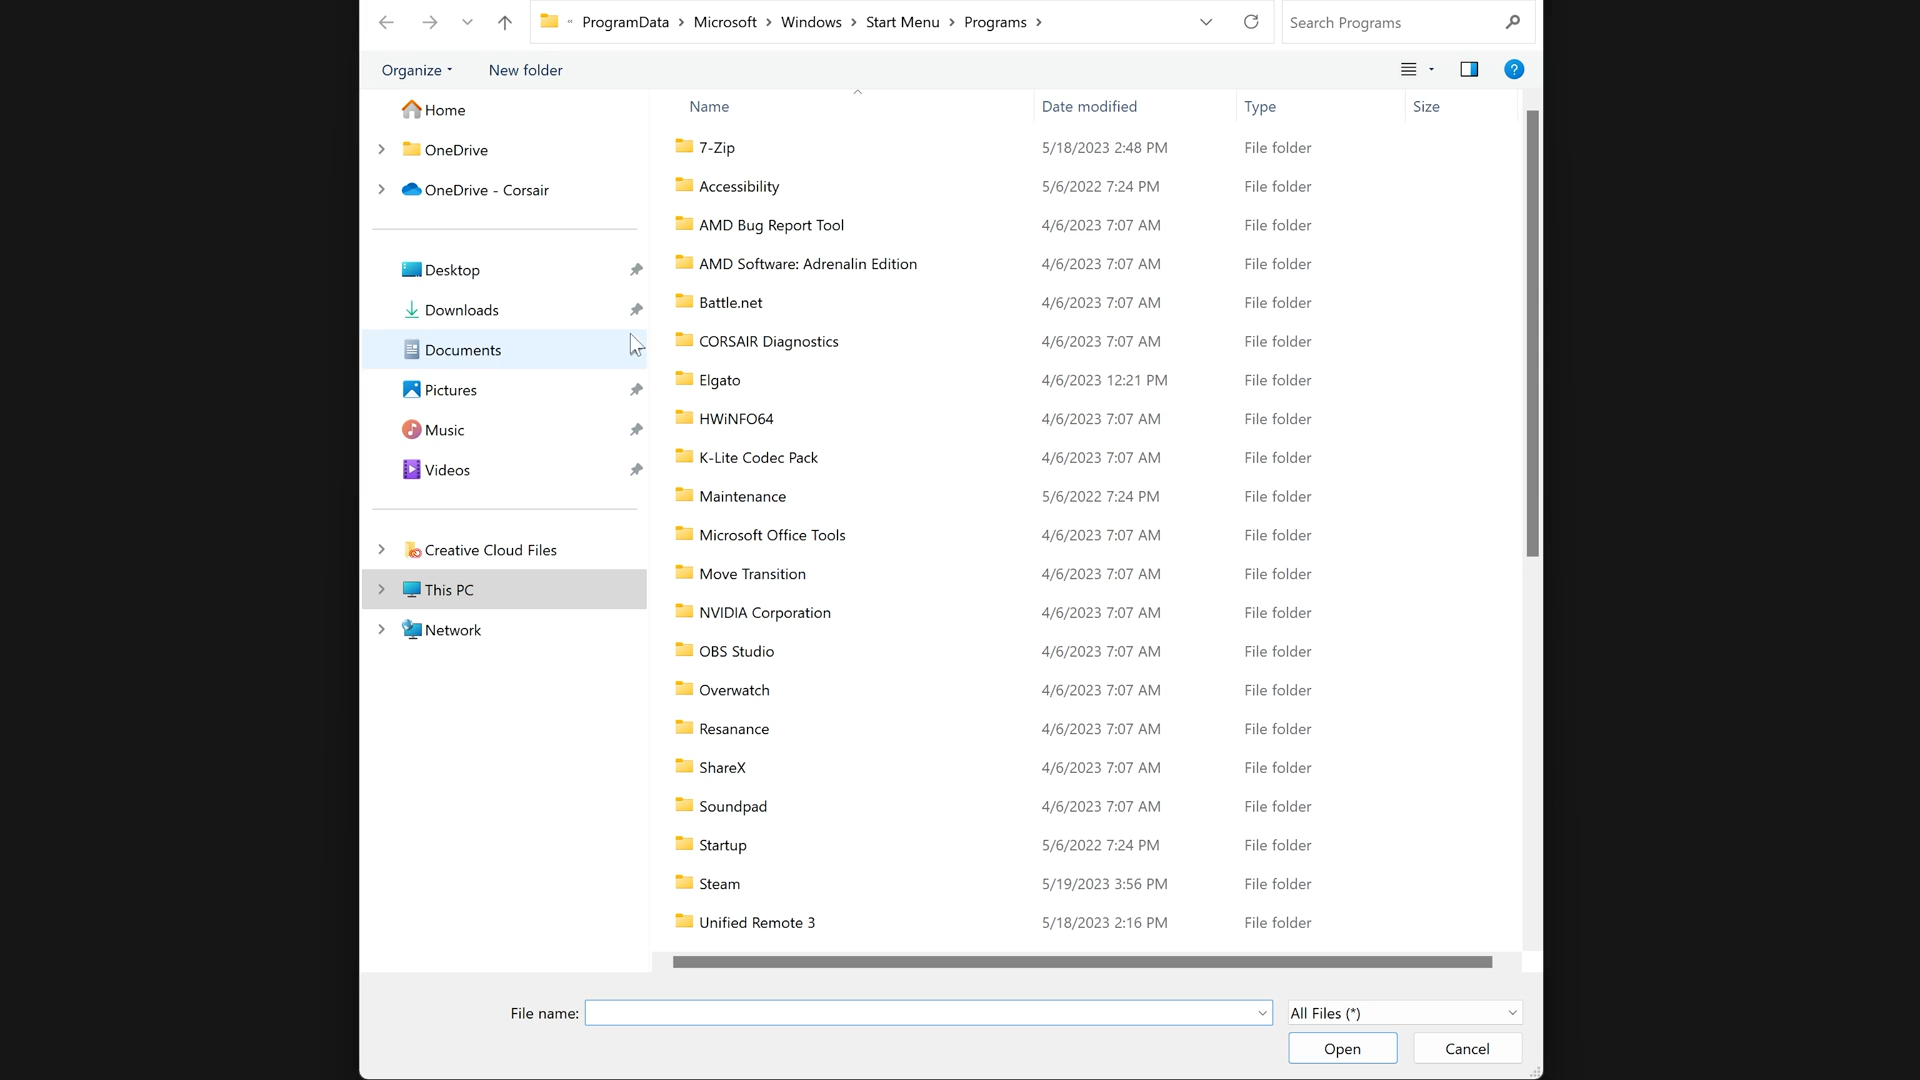 « ProgramData › Microsoft › Windows › Start Menu › Programs ›
Search Programs
Organize
New folder
?
Name
Date modified
Type
Size
Home
OneDrive
OneDrive - Corsair
Desktop
Downloads
Documents
Pictures
Music
Videos
Creative Cloud Files
This PC
Network
7-Zip 5/18/2023 2:48 PM File folder
Accessibility 5/6/2022 7:24 PM File folder
AMD Bug Report Tool 4/6/2023 7:07 AM File folder
AMD Software: Adrenalin Edition 4/6/2023 7:07 AM File folder
Battle.net 4/6/2023 7:07 AM File folder
CORSAIR Diagnostics 4/6/2023 7:07 AM File folder
Elgato 4/6/2023 12:21 PM File folder
HWiNFO64 4/6/2023 7:07 AM File folder
K-Lite Codec Pack 4/6/2023 7:07 AM File folder
Maintenance 5/6/2022 7:24 PM File folder
Microsoft Office Tools 4/6/2023 7:07 AM File folder
Move Transition 4/6/2023 7:07 AM File folder
NVIDIA Corporation 4/6/2023 7:07 AM File folder
OBS Studio 4/6/2023 7:07 AM File folder
Overwatch 4/6/2023 7:07 AM File folder
Resanance 4/6/2023 7:07 AM File folder
ShareX 4/6/2023 7:07 AM File folder
Soundpad 4/6/2023 7:07 AM File folder
Startup 5/6/2022 7:24 PM File folder
Steam 5/19/2023 3:56 PM File folder
Unified Remote 3 5/18/2023 2:16 PM File folder
File name:
All Files (*)
Open
Cancel